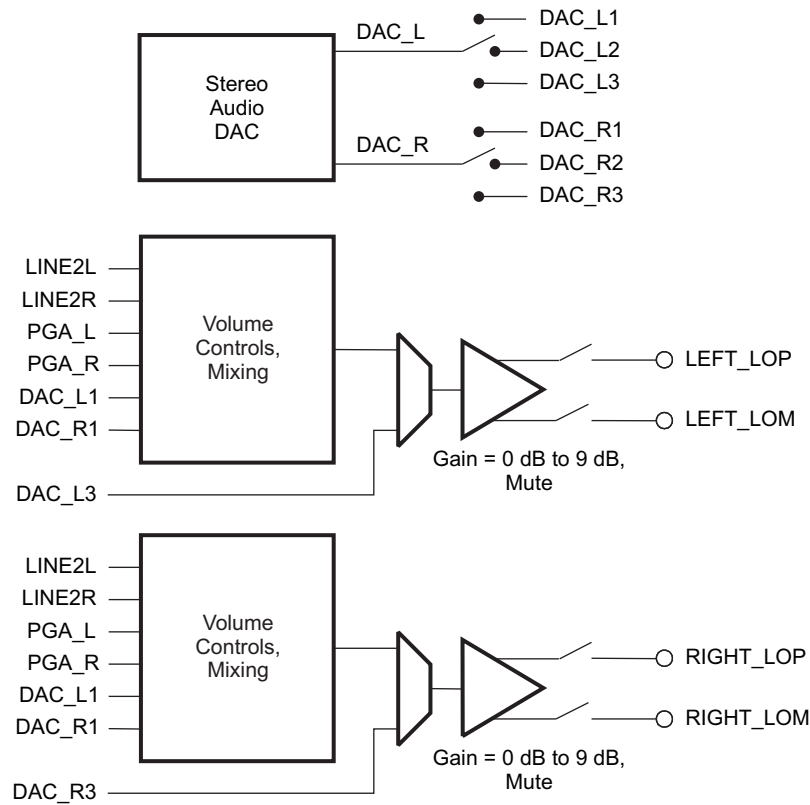 DAC_L
DAC_L1
DAC_L2
DAC_L3
Stereo
Audio
DAC
DAC_R
DAC_R1
DAC_R2
DAC_R3
LINE2L
LINE2R
PGA_L
PGA_R
DAC_L1
DAC_R1
Volume
Controls,
Mixing
LEFT_LOP
LEFT_LOM
Gain = 0 dB to 9 dB,
Mute
DAC_L3
LINE2L
LINE2R
PGA_L
PGA_R
DAC_L1
DAC_R1
Volume
Controls,
Mixing
RIGHT_LOP
RIGHT_LOM
Gain = 0 dB to 9 dB,
Mute
DAC_R3